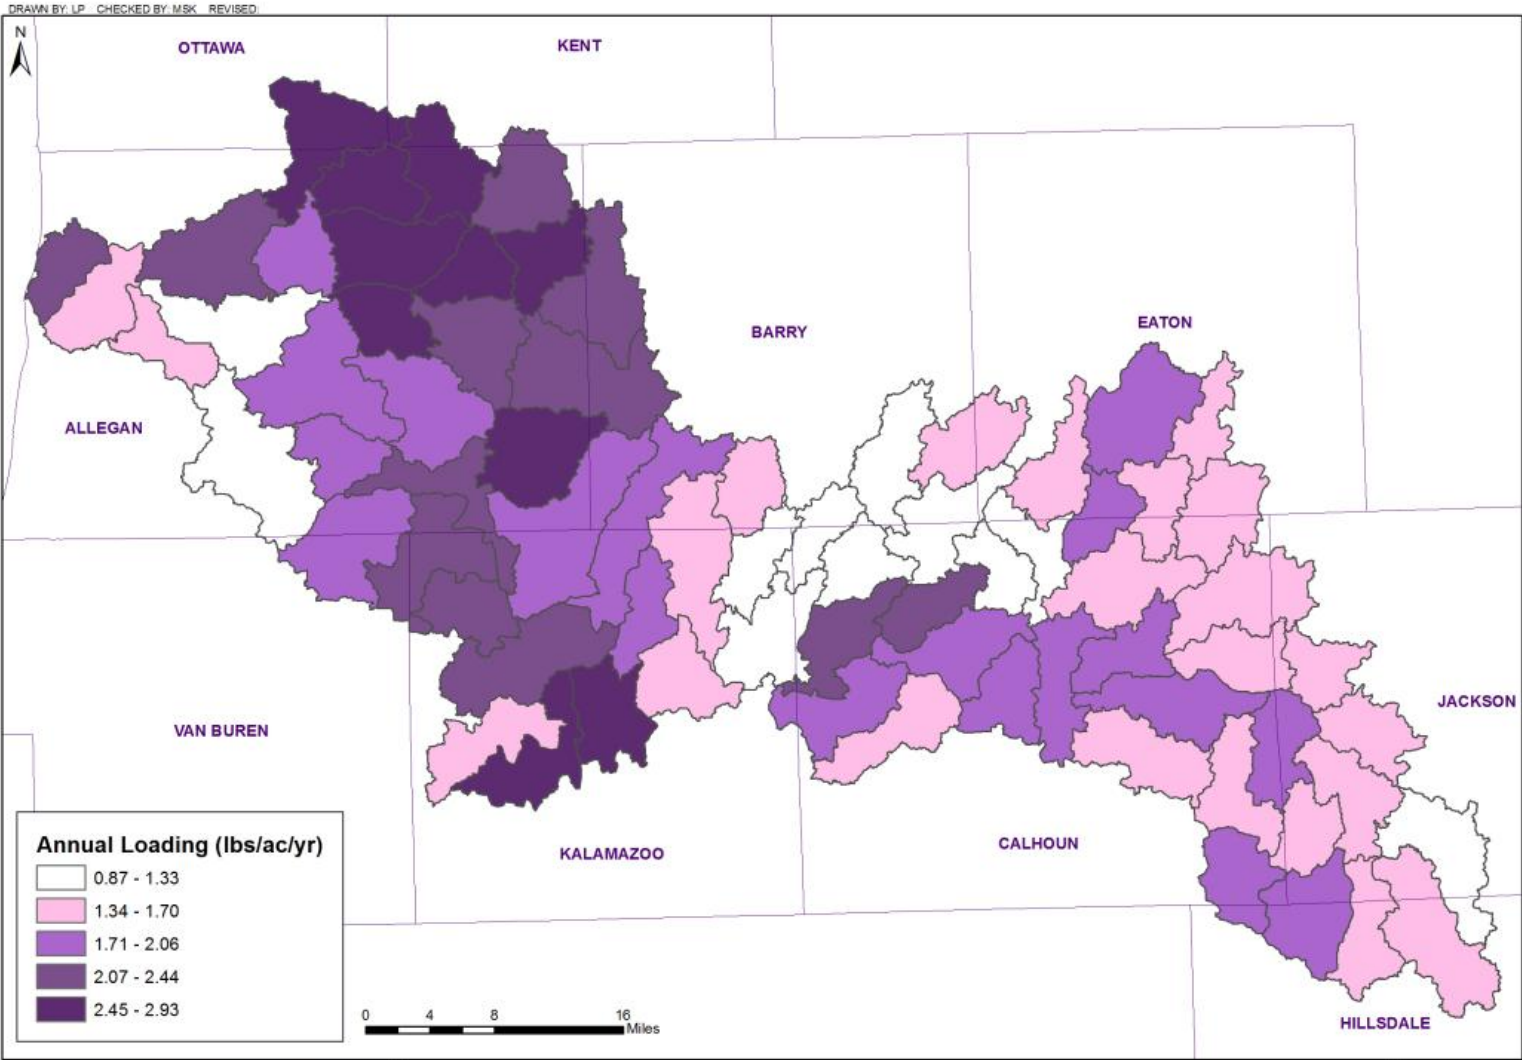 DRAWN BY: LP CHECKED BY: MSK REVISED:
N
OTTAWA
KENT
BARRY
EATON
ALLEGAN
JACKSON
VAN BUREN
CALHOUN
KALAMAZOO
HILLSDALE
Annual Loading (lbs/ac/yr)
0.87 - 1.33
1.34 - 1.70
1.71 - 2.06
2.07 - 2.44
2.45 - 2.93
0 4 8 16
Miles